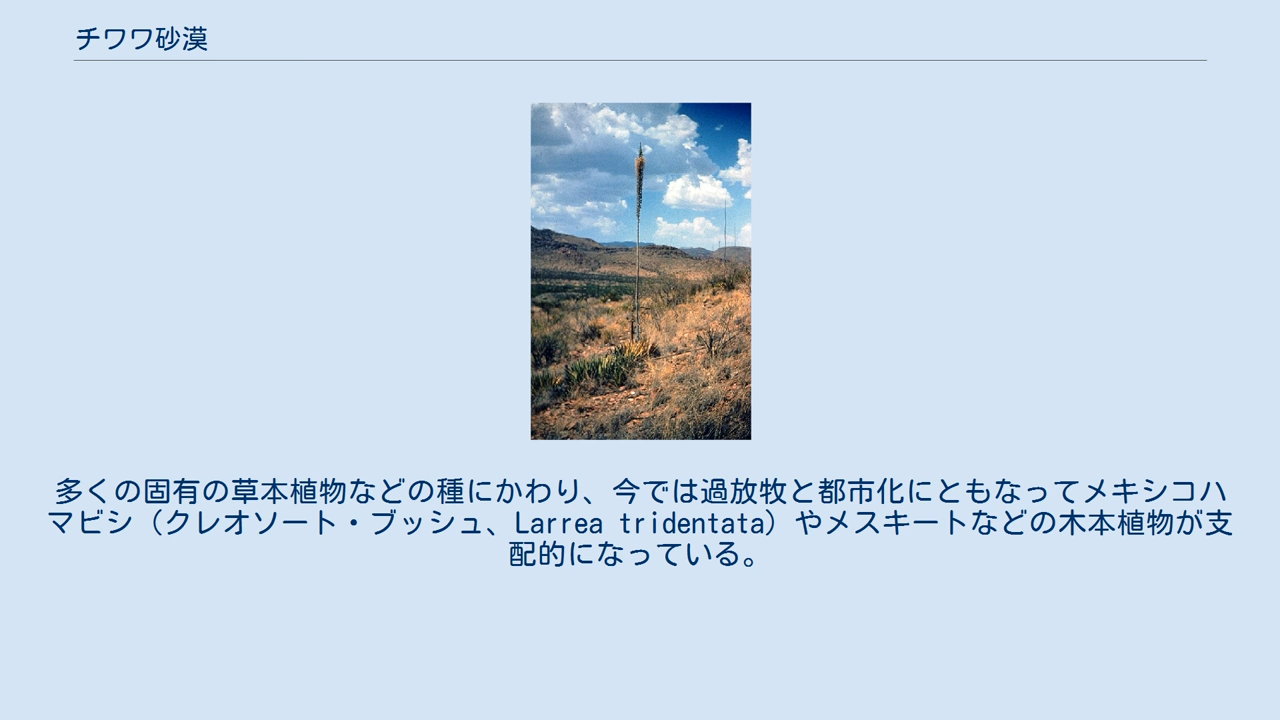 チワワ砂漠
多くの固有の草本植物などの種にかわり、今では過放牧と都市化にともなってメキシコハ
マビシ（クレオソート・ブッシュ、Larrea tridentata）やメスキートなどの木本植物が支
配的になっている。